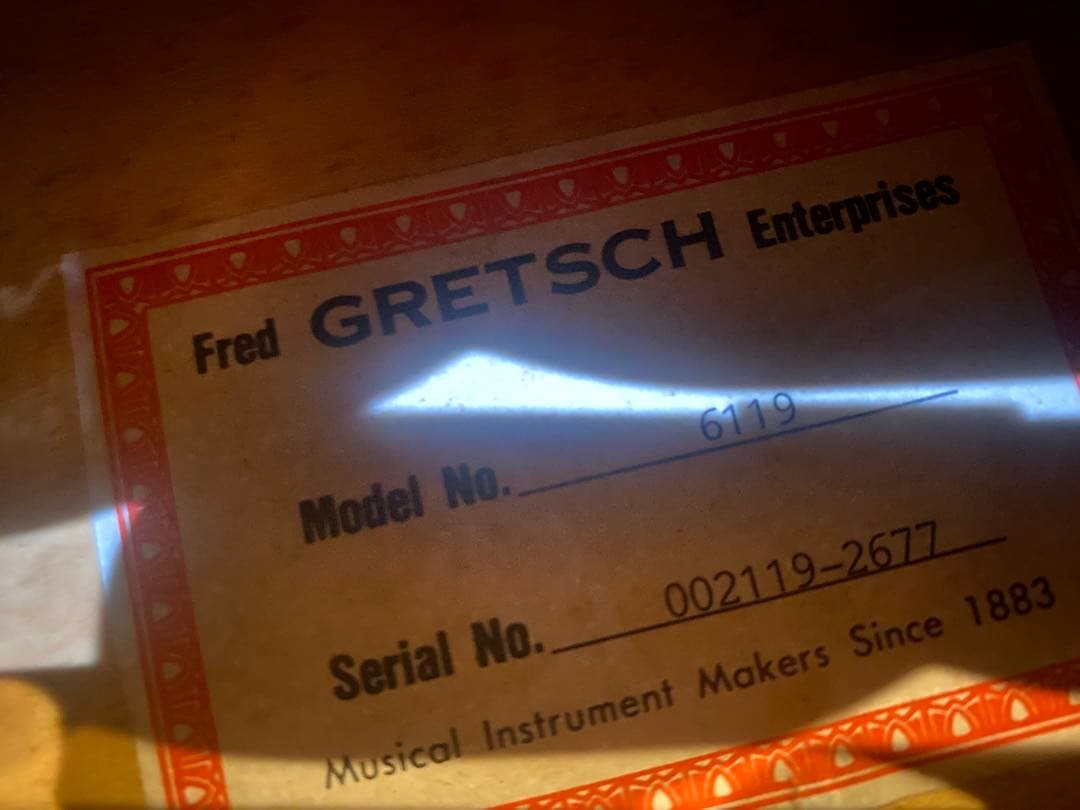 Fred GRETSCH Enterprises
Model No. 6119
Serial No. 002119-2677
Musical Instrument Makers Since 1883